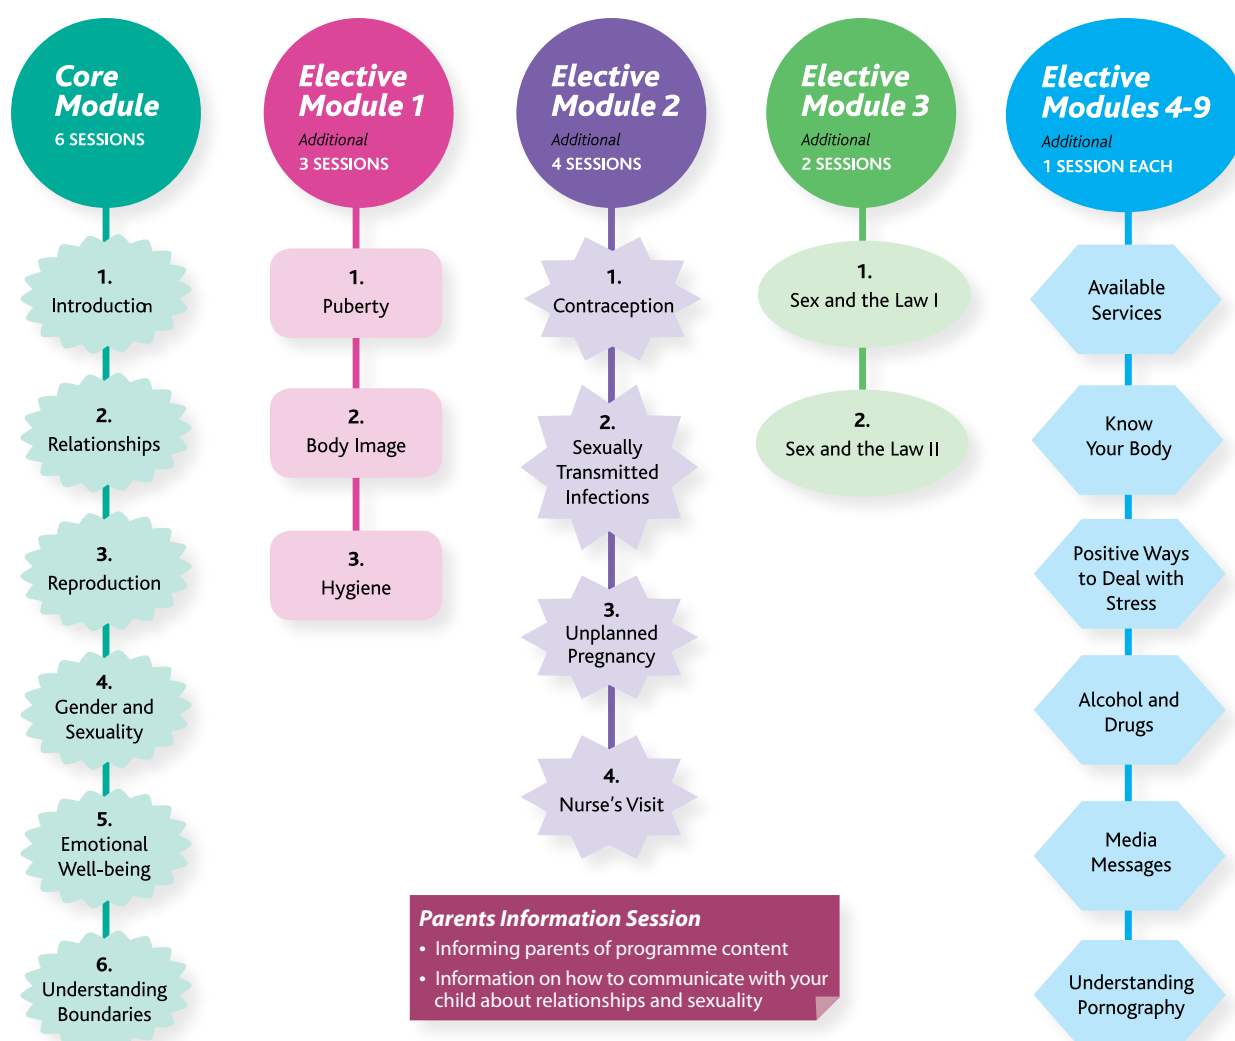 Core
Module
6 SESSIONS
1.
Introduction
2.
Relationships
3.
Reproduction
4.
Gender and
Sexuality
5.
Emotional
Well-being
6.
Understanding
Boundaries
Elective
Module 1
Additional
3 SESSIONS
1.
Puberty
2.
Body Image
3.
Hygiene
Elective
Module 2
Additional
4 SESSIONS
1.
Contraception
2.
Sexually
Transmitted
Infections
3.
Unplanned
Pregnancy
4.
Nurse's Visit
Elective
Module 3
Additional
2 SESSIONS
1.
Sex and the Law I
2.
Sex and the Law II
Elective
Modules 4-9
Additional
1 SESSION EACH
Available
Services
Know
Your Body
Positive Ways
to Deal with
Stress
Alcohol and
Drugs
Media
Messages
Understanding
Pornography
Parents Information Session
• Informing parents of programme content
• Information on how to communicate with your
child about relationships and sexuality